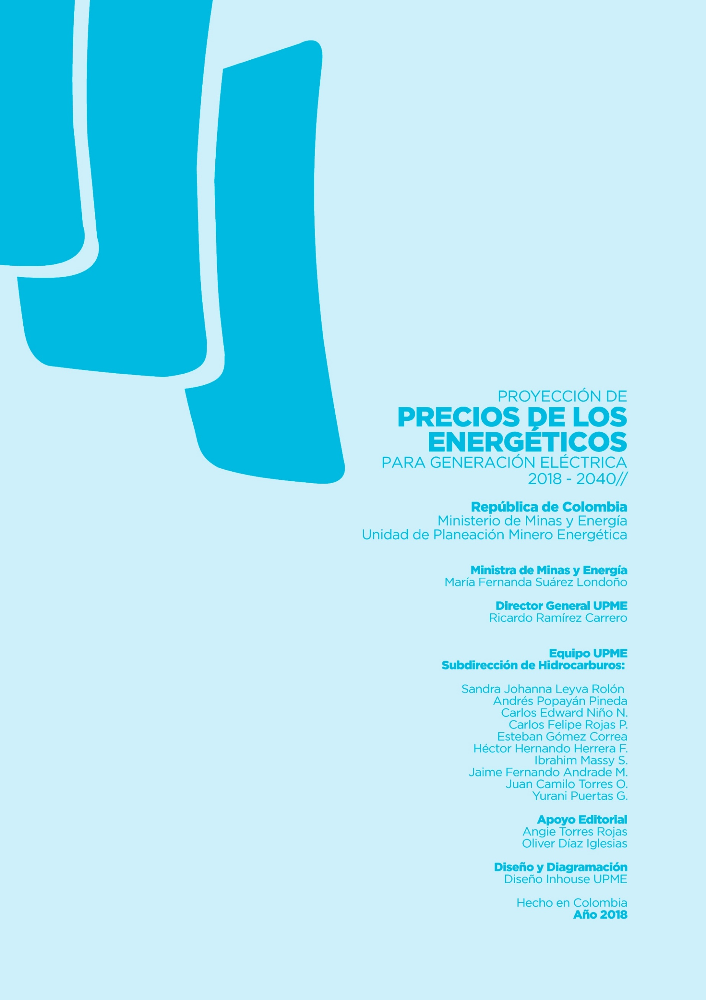 PROYECCIÓN DE
PRECIOS DE LOS
ENERGÉTICOS
PARA GENERACIÓN ELÉCTRICA
2018 - 2040//
República de Colombia
Ministerio de Minas y Energía
Unidad de Planeación Minero Energética
Ministra de Minas y Energía
María Fernanda Suárez Londoño
Director General UPME
Ricardo Ramírez Carrero
Equipo UPME
Subdirección de Hidrocarburos:
Sandra Johanna Leyva Rolón
Andrés Popayán Pineda
Carlos Edward Niño N.
Carlos Felipe Rojas P.
Esteban Gómez Correa
Héctor Hernando Herrera F.
Ibrahim Massy S.
Jaime Fernando Andrade M.
Juan Camilo Torres O.
Yurani Puertas G.
Apoyo Editorial
Angie Torres Rojas
Oliver Díaz Iglesias
Diseño y Diagramación
Diseño Inhouse UPME
Hecho en Colombia
Año 2018